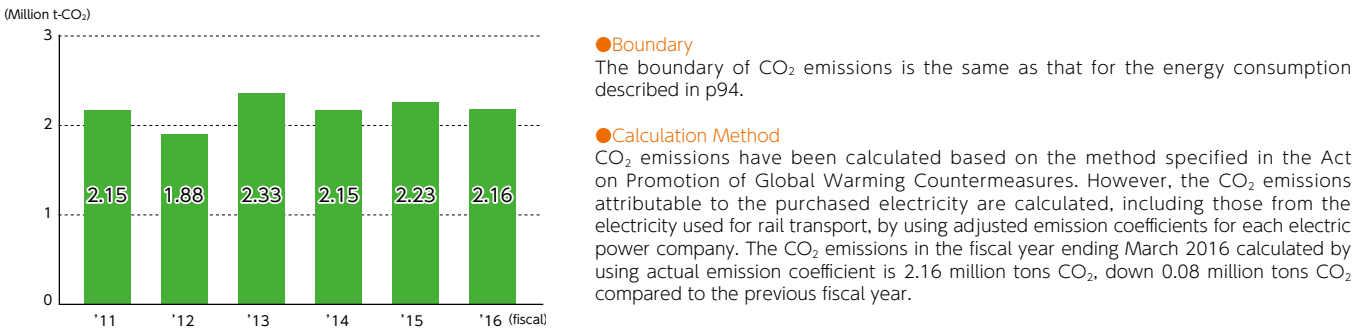 (Million t-CO₂)
3
2
1
0
2.15 1.88 2.33 2.15 2.23 2.16
'11 '12 '13 '14 '15 '16 (fiscal)
●Boundary
The boundary of CO₂ emissions is the same as that for the energy consumption
described in p94.
●Calculation Method
CO₂ emissions have been calculated based on the method specified in the Act
on Promotion of Global Warming Countermeasures. However, the CO₂ emissions
attributable to the purchased electricity are calculated, including those from the
electricity used for rail transport, by using adjusted emission coefficients for each electric
power company. The CO₂ emissions in the fiscal year ending March 2016 calculated by
using actual emission coefficient is 2.16 million tons CO₂, down 0.08 million tons CO₂
compared to the previous fiscal year.